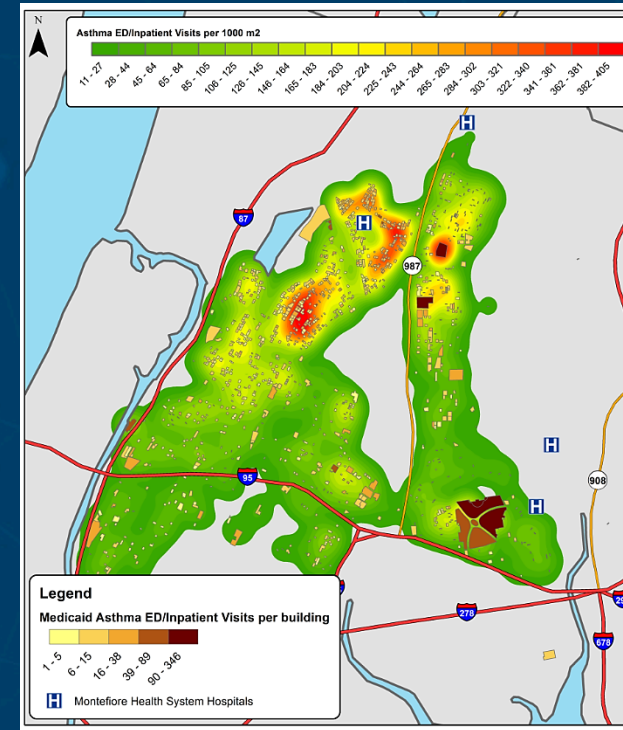 N
Asthma ED/Inpatient Visits per 1000 m2
11 - 27
28 - 44
45 - 64
65 - 84
85 - 105
106 - 125
126 - 145
146 - 164
165 - 183
184 - 203
204 - 224
225 - 243
244 - 264
265 - 283
284 - 302
303 - 321
322 - 340
341 - 361
362 - 381
382 - 405
H
87
H
987
H
95
908
H
Legend
Medicaid Asthma ED/Inpatient Visits per building
1 - 5
6 - 15
16 - 38
39 - 89
90 - 346
H Montefiore Health System Hospitals
278
678